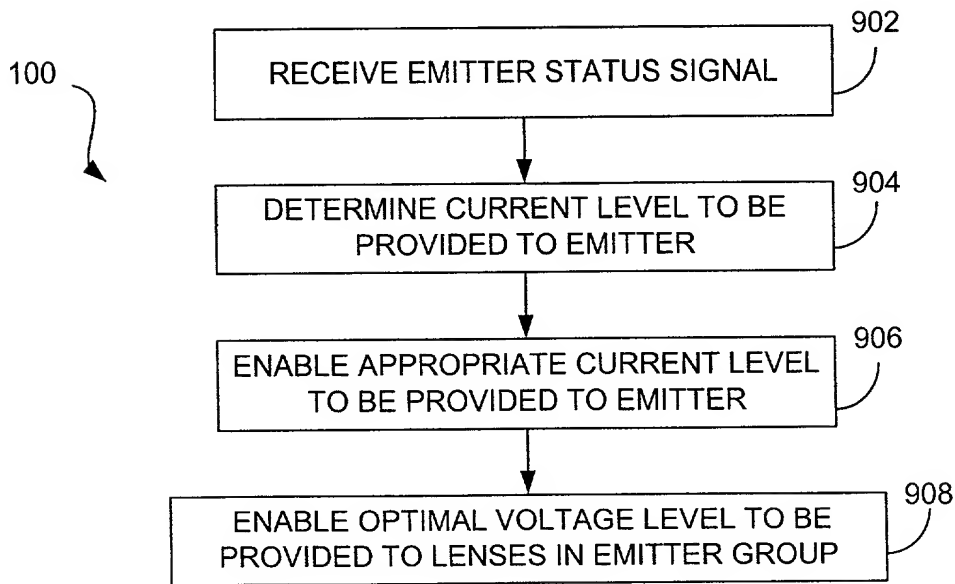 902
RECEIVE EMITTER STATUS SIGNAL
100
904
DETERMINE CURRENT LEVEL TO BE
PROVIDED TO EMITTER
906
ENABLE APPROPRIATE CURRENT LEVEL
TO BE PROVIDED TO EMITTER
908
ENABLE OPTIMAL VOLTAGE LEVEL TO BE
PROVIDED TO LENSES IN EMITTER GROUP